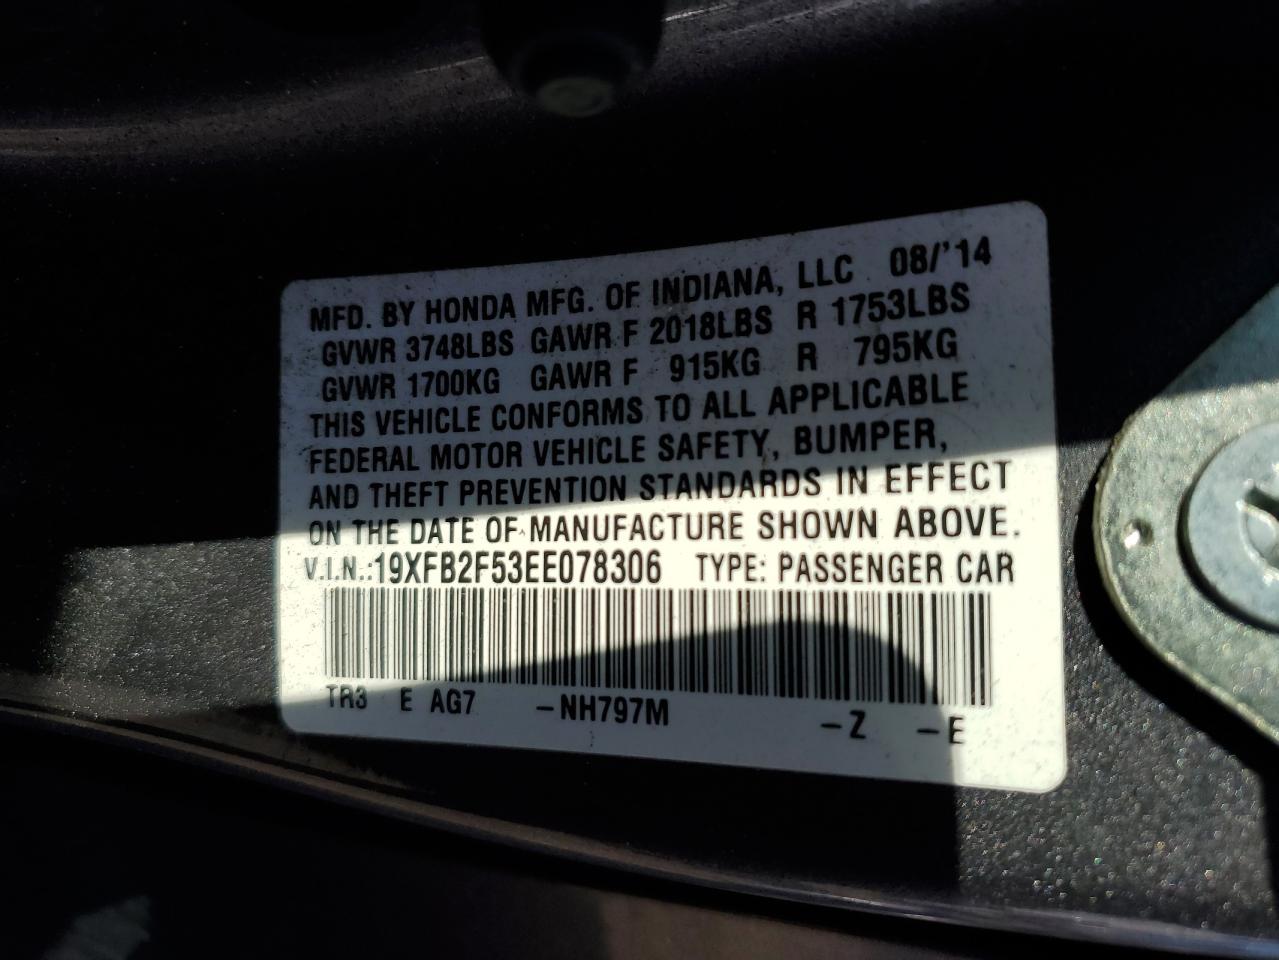 MFD. BY HONDA MFG. OF INDIANA, LLC 08/'14
GVWR 3748LBS GAWR F 2018LBS R 1753LBS
GVWR 1700KG GAWR F 915KG R 795KG
THIS VEHICLE CONFORMS TO ALL APPLICABLE
FEDERAL MOTOR VEHICLE SAFETY, BUMPER,
AND THEFT PREVENTION STANDARDS IN EFFECT
ON THE DATE OF MANUFACTURE SHOWN ABOVE.
V.I.N.:19XFB2F53EE078306 TYPE: PASSENGER CAR
TR3 E AG7 -NH797M -Z -E